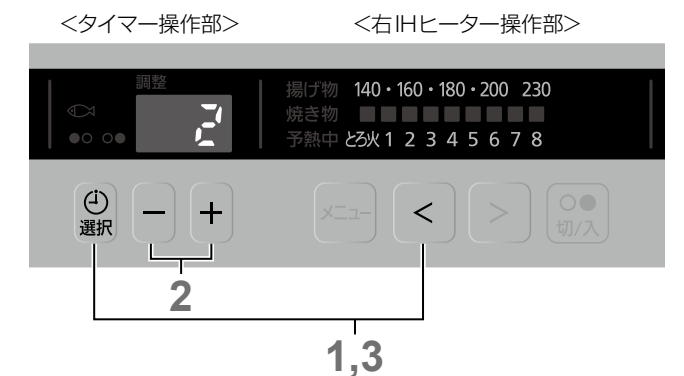 ＜タイマー操作部＞ ＜右IHヒーター操作部＞
調整
2
揚げ物 140・160・180・200 230
焼き物
予熱中 とろ火 1 2 3 4 5 6 7 8
選択 － ＋ メニュー ＜ ＞ 切/入
2
1,3